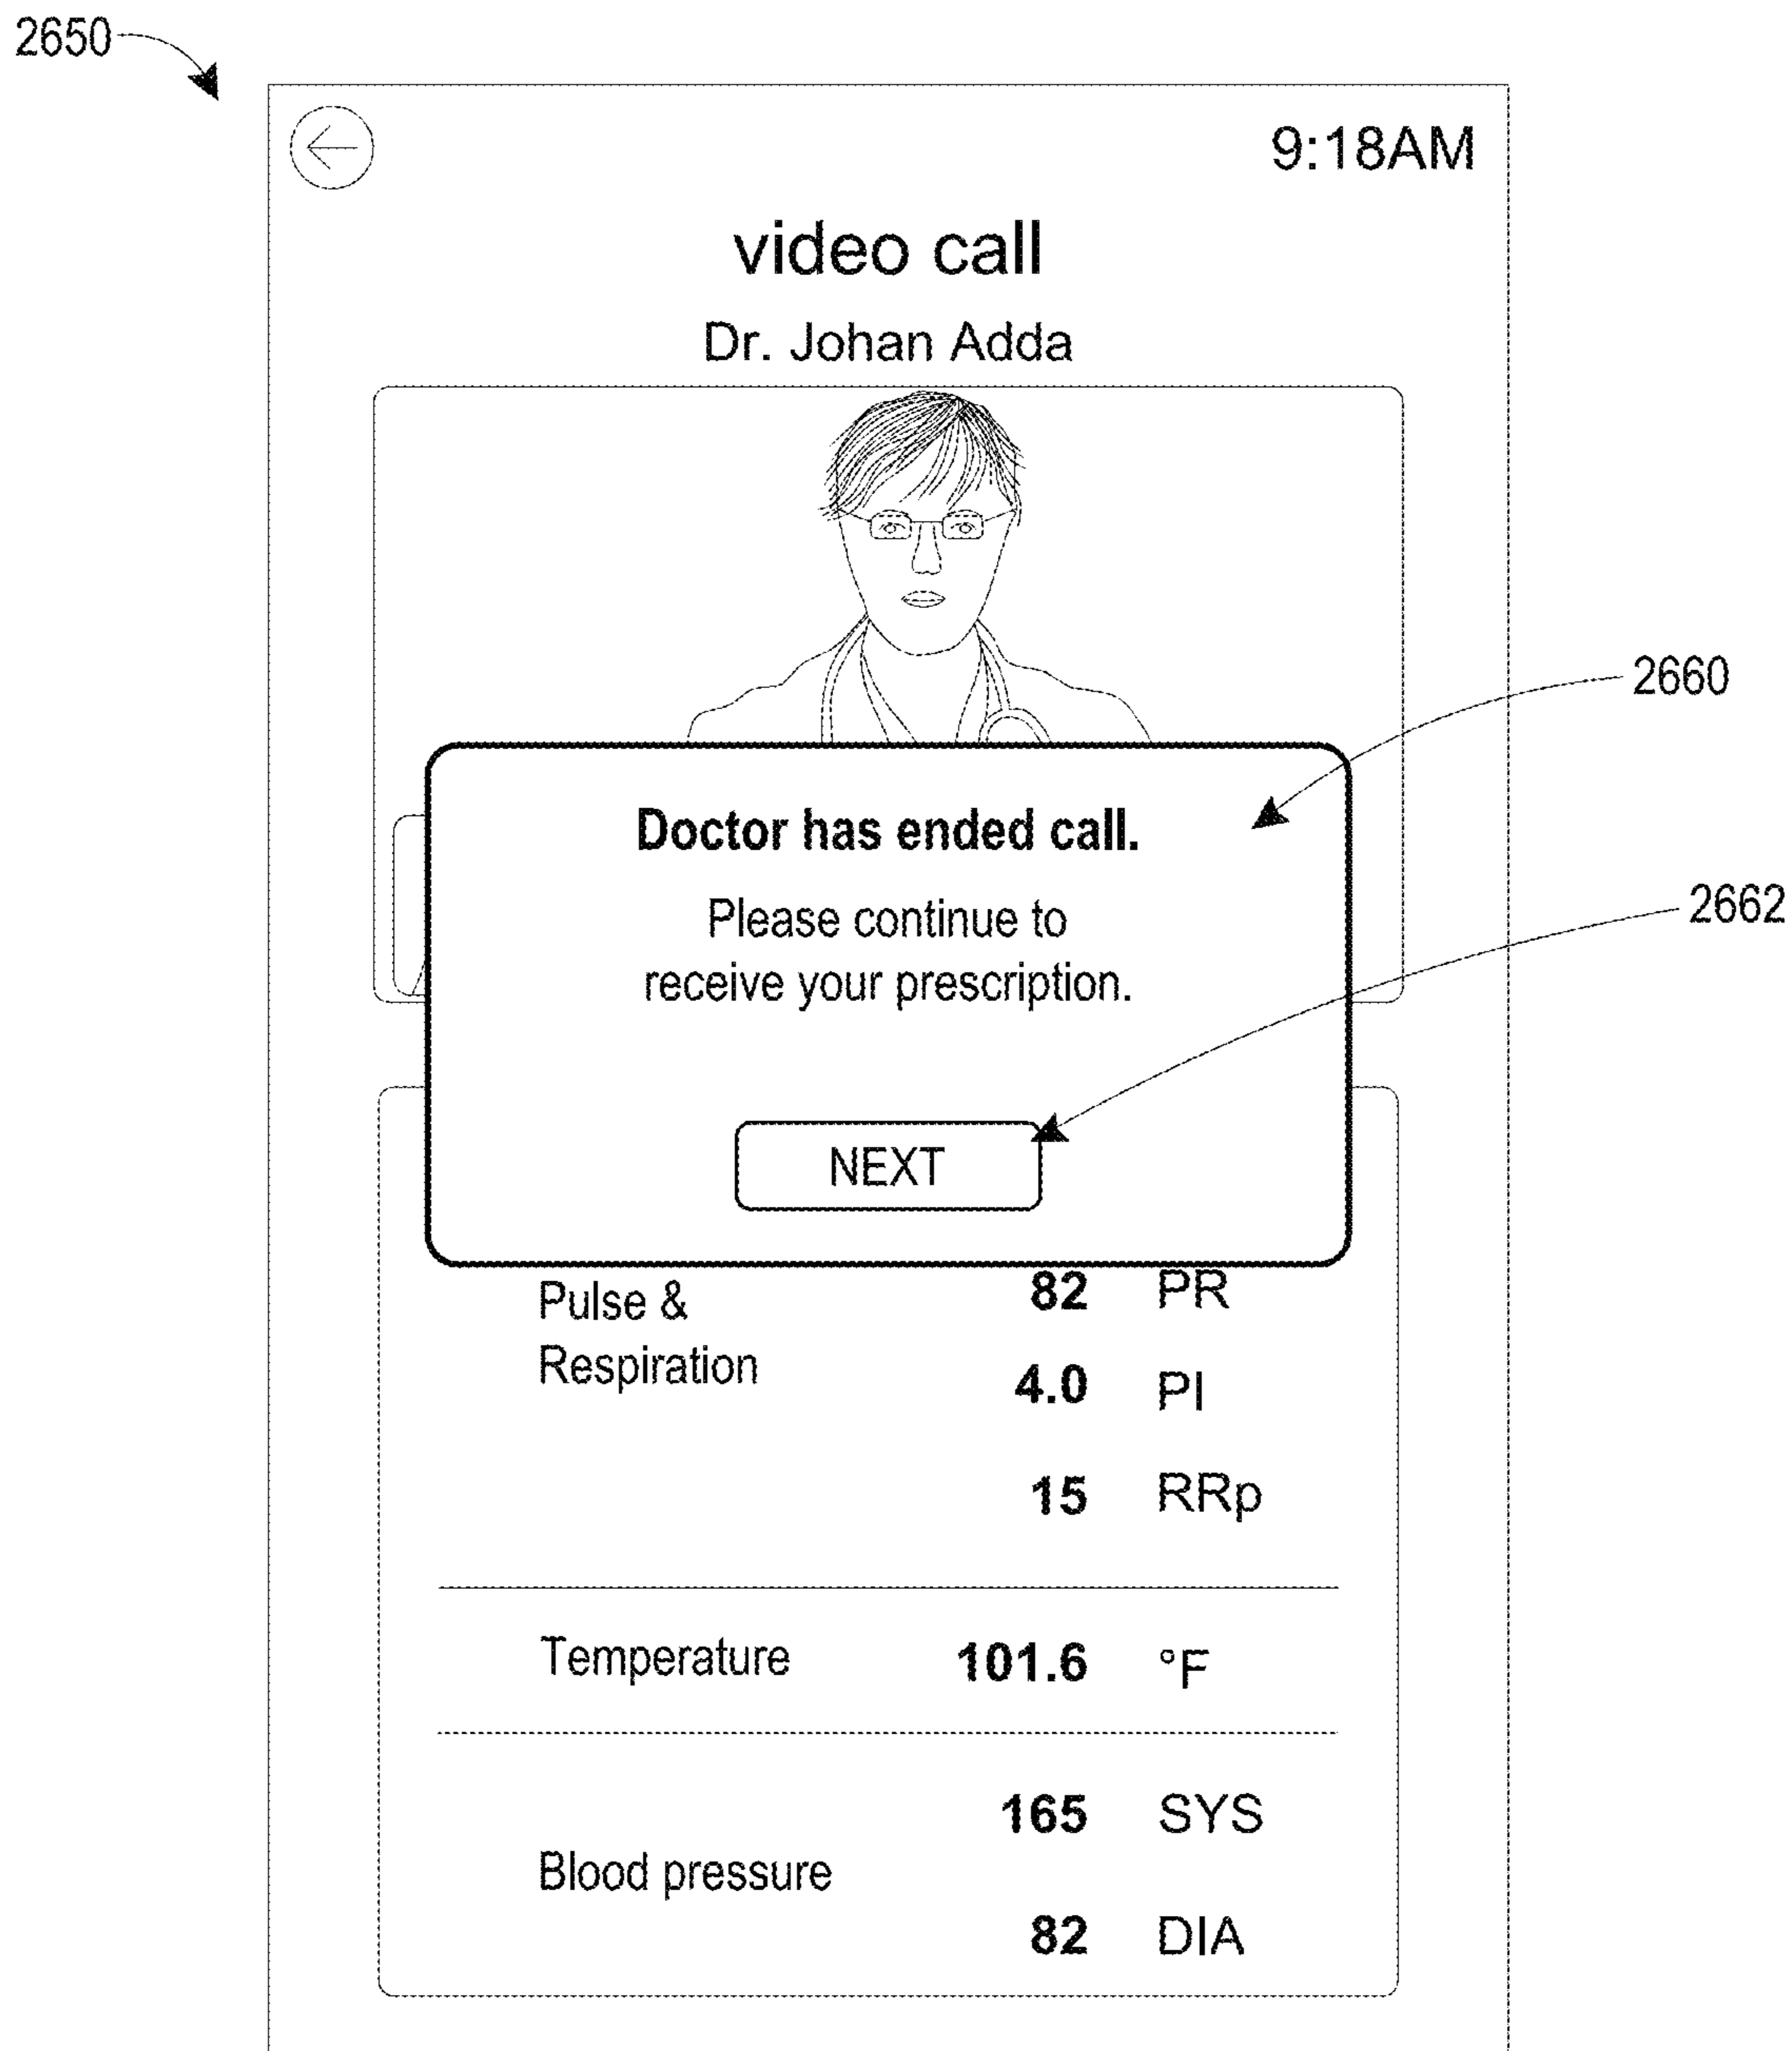 2650
9:18AM
video call
Dr. Johan Adda
2660
Doctor has ended call.
2662
Please continue to
receive your prescription.
NEXT
Pulse & 82 PR
Respiration 4.0 PI
15 RRp
Temperature 101.6 °F
165 SYS
Blood pressure
82 DIA